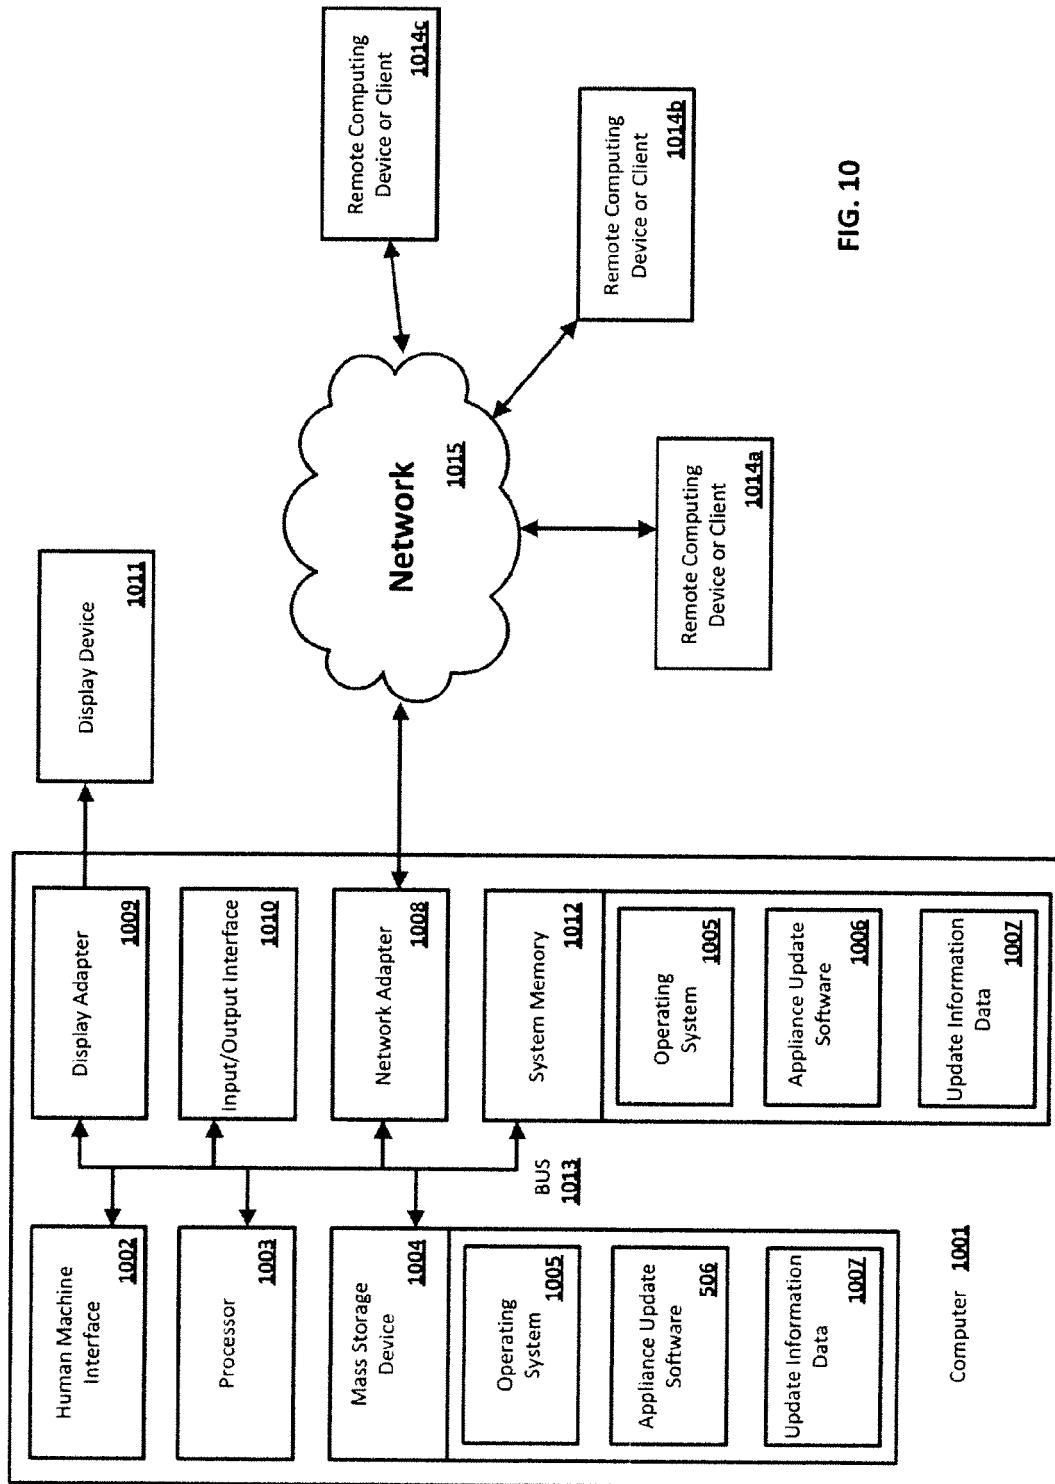 Human Machine
Interface
1002
Processor
1003
Mass Storage
Device
1004
Operating
System
1005
Appliance Update
Software
506
Update Information
Data
1007
Computer 1001
BUS
1013
Display Adapter
1009
Input/Output Interface
1010
Network Adapter
1008
System Memory
1012
Operating
System
1005
Appliance Update
Software
1006
Update Information
Data
1007
Display Device
1011
Network
1015
Remote Computing
Device or Client
1014a
Remote Computing
Device or Client
1014b
Remote Computing
Device or Client
1014c
FIG. 10